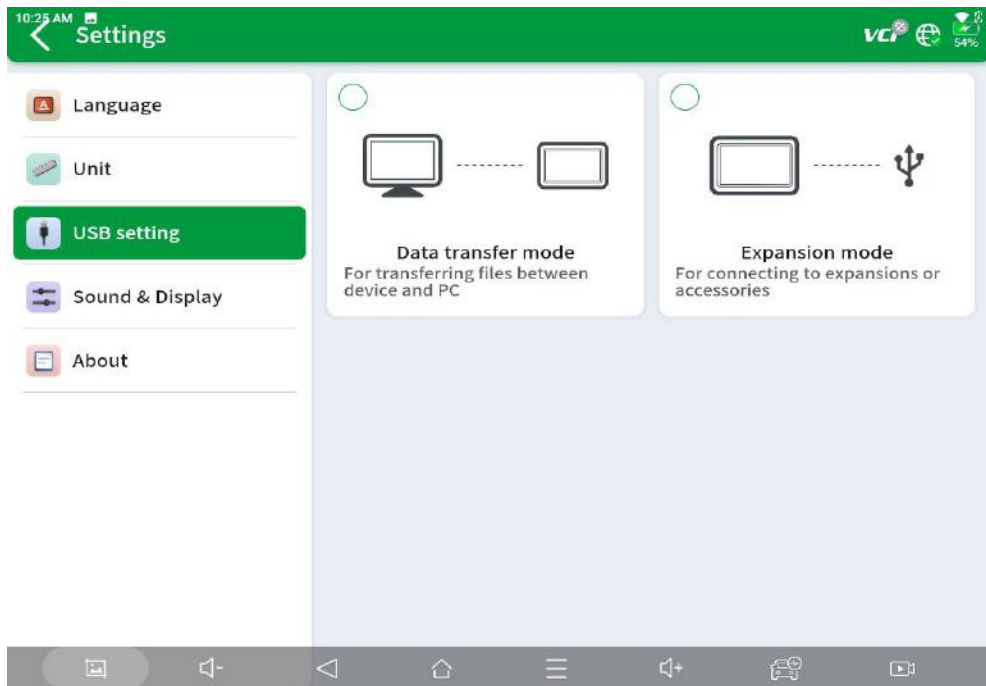 10:25 AM
Settings
VCI
54%
Language
Unit
USB setting
Sound & Display
About
Data transfer mode
For transferring files between
device and PC
Expansion mode
For connecting to expansions or
accessories